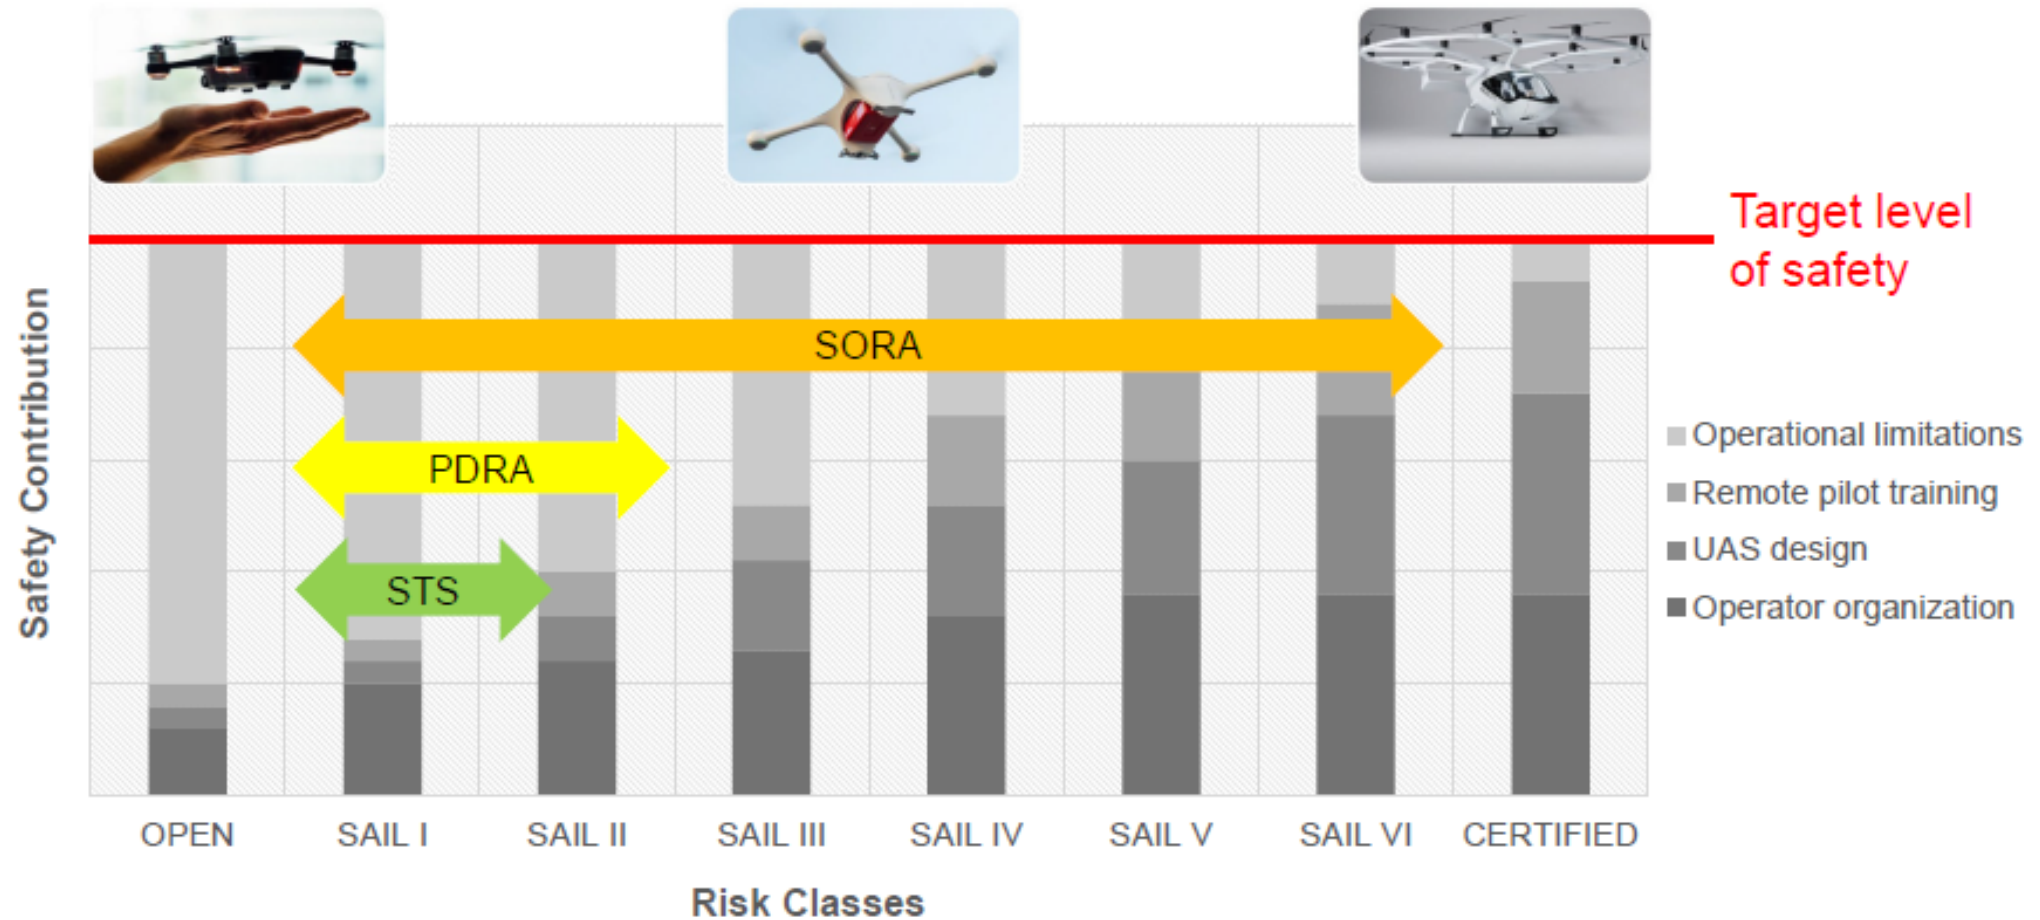 Target level
of safety
SORA
PDRA
STS
Safety Contribution
Operational limitations
Remote pilot training
UAS design
Operator organization
OPEN SAIL I SAIL II SAIL III SAIL IV SAIL V SAIL VI CERTIFIED
Risk Classes